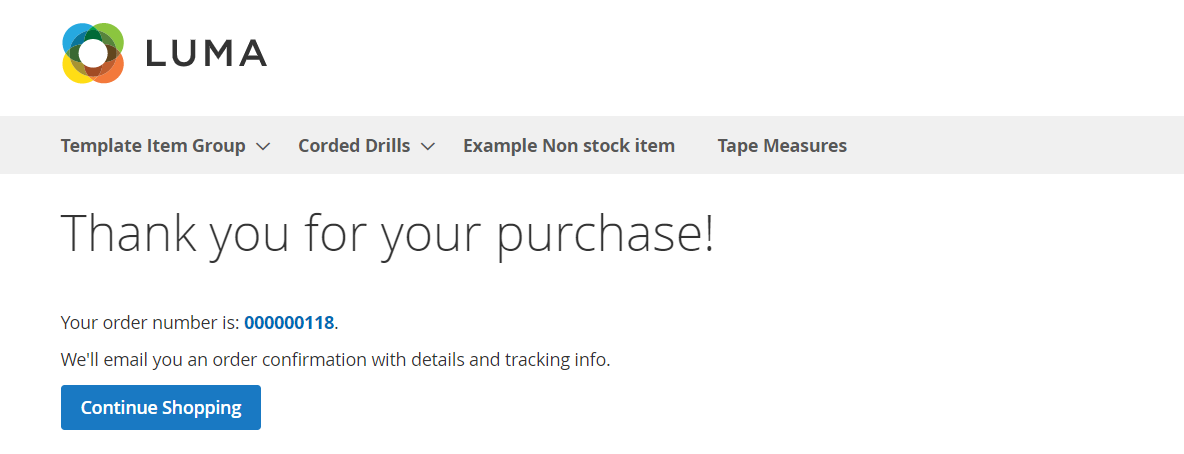 LUMA
Template Item Group Corded Drills Example Non stock item Tape Measures
Thank you for your purchase!
Your order number is: 000000118.
We'll email you an order confirmation with details and tracking info.
Continue Shopping